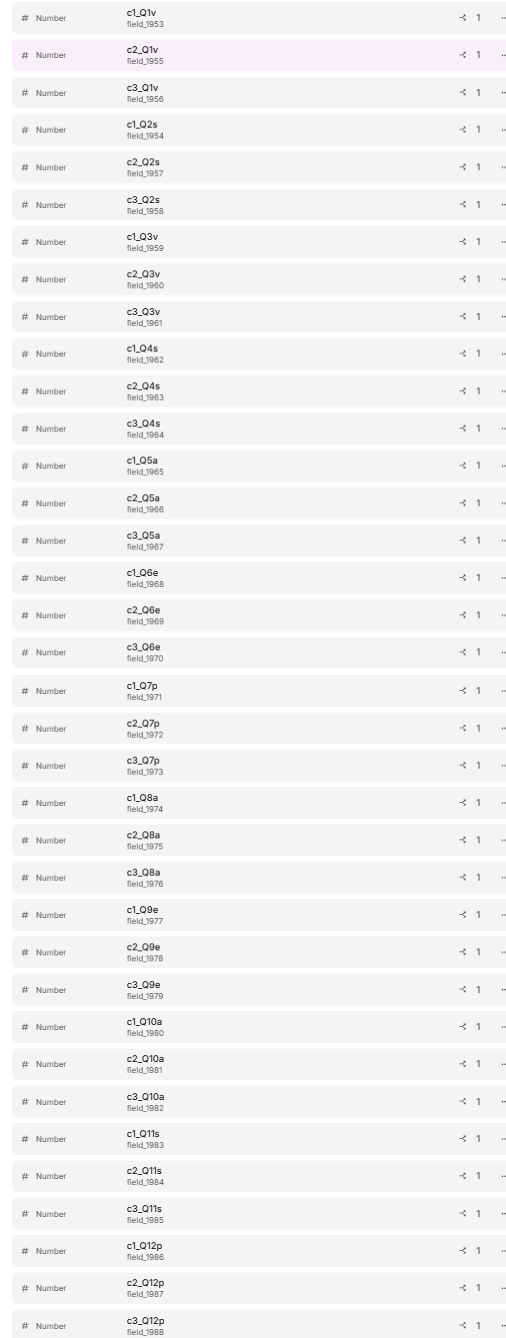 # Number c1_Q1v 1 ..
field_1953
# Number c2_Q1v 1 ..
field_1955
# Number c3_Q1v 1 ..
field_1956
# Number c1_Q2s 1 ..
field_1954
# Number c2_Q2s 1 ..
field_1957
# Number c3_Q2s 1 ..
field_1958
# Number c1_Q3v 1 ..
field_1959
# Number c2_Q3v 1 ..
field_1960
# Number c3_Q3v 1 ..
field_1961
# Number c1_Q4s 1 ..
field_1962
# Number c2_Q4s 1 ..
field_1963
# Number c3_Q4s 1 ..
field_1964
# Number c1_Q5a 1 ..
field_1965
# Number c2_Q5a 1 ..
field_1966
# Number c3_Q5a 1 ..
field_1967
# Number c1_Q6e 1 ..
field_1968
# Number c2_Q6e 1 ..
field_1969
# Number c3_Q6e 1 ..
field_1970
# Number c1_Q7p 1 ..
field_1971
# Number c2_Q7p 1 ..
field_1972
# Number c3_Q7p 1 ..
field_1973
# Number c1_Q8a 1 ..
field_1974
# Number c2_Q8a 1 ..
field_1975
# Number c3_Q8a 1 ..
field_1976
# Number c1_Q9e 1 ..
field_1977
# Number c2_Q9e 1 ..
field_1978
# Number c3_Q9e 1 ..
field_1979
# Number c1_Q10a 1 ..
field_1980
# Number c2_Q10a 1 ..
field_1981
# Number c3_Q10a 1 ..
field_1982
# Number c1_Q11s 1 ..
field_1983
# Number c2_Q11s 1 ..
field_1984
# Number c3_Q11s 1 ..
field_1985
# Number c1_Q12p 1 ..
field_1986
# Number c2_Q12p 1 ..
field_1987
# Number c3_Q12p 1 ..
field_1988